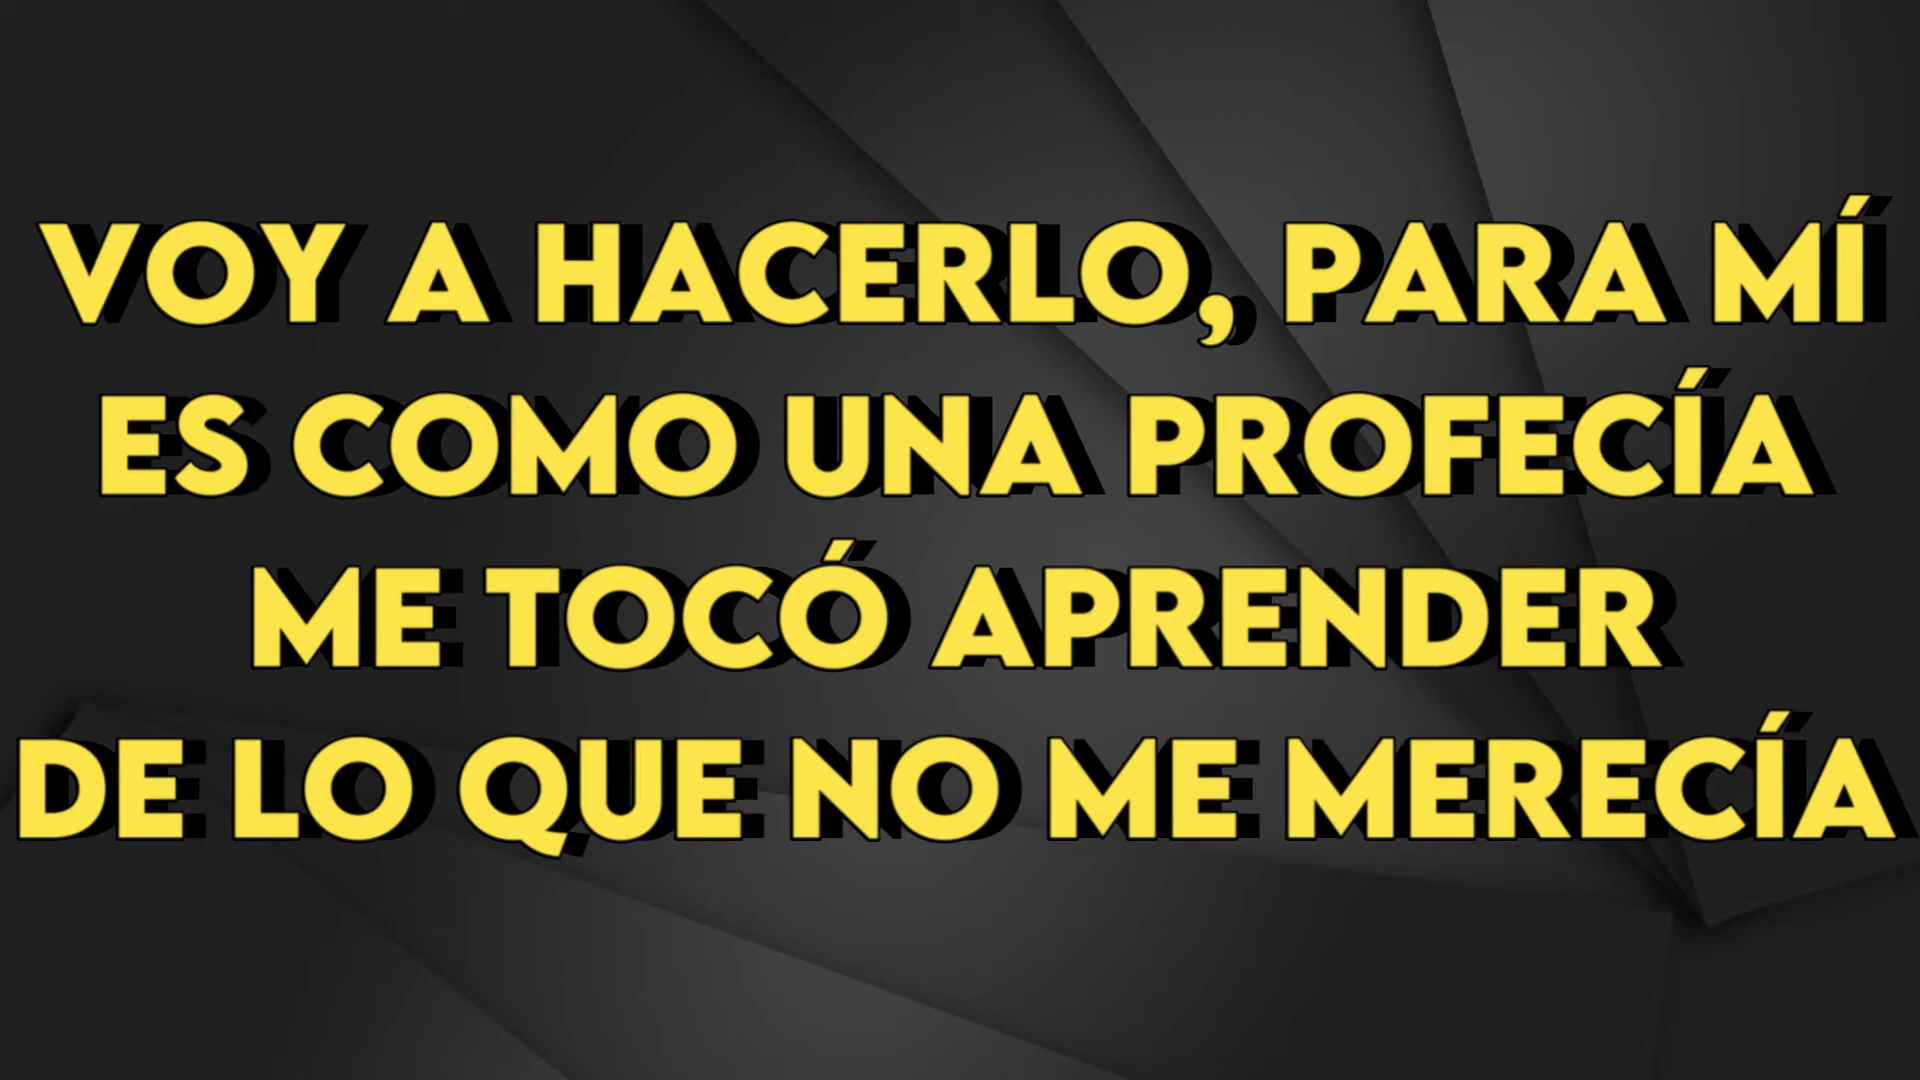 VOY A HACERLO, PARA MÍ
ES COMO UNA PROFECÍA
ME TOCÓ APRENDER
DE LO QUE NO ME MERECÍA